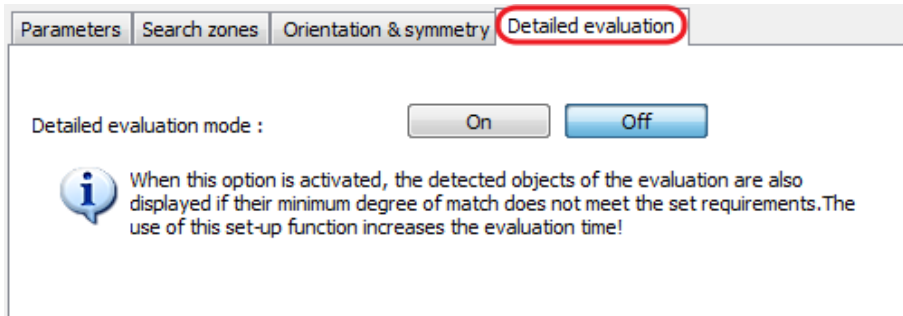 Parameters Search zones Orientation & symmetry Detailed evaluation
Detailed evaluation mode : On Off
When this option is activated, the detected objects of the evaluation are also
displayed if their minimum degree of match does not meet the set requirements.The
use of this set-up function increases the evaluation time!